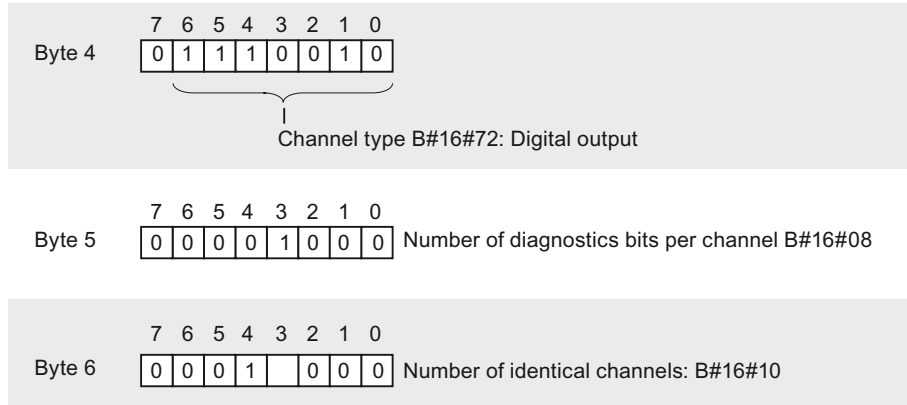 7 6 5 4 3 2 1 0
Byte 4 0 1 1 1 0 0 1 0
Channel type B#16#72: Digital output
7 6 5 4 3 2 1 0
Byte 5 0 0 0 0 1 0 0 0 Number of diagnostics bits per channel B#16#08
7 6 5 4 3 2 1 0
Byte 6 0 0 0 1 0 0 0 Number of identical channels: B#16#10